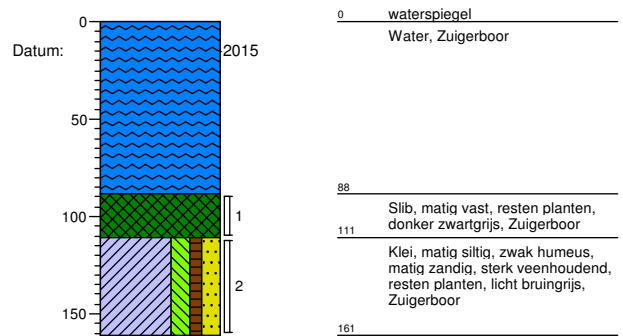 0
Datum:
2015
50
100
150
1
2
0 waterspiegel
Water, Zuigerboor
88
Slib, matig vast, resten planten,
donker zwartgrijs, Zuigerboor
111
Klei, matig siltig, zwak humeus,
matig zandig, sterk veenhoudend,
resten planten, licht bruingrijs,
Zuigerboor
161